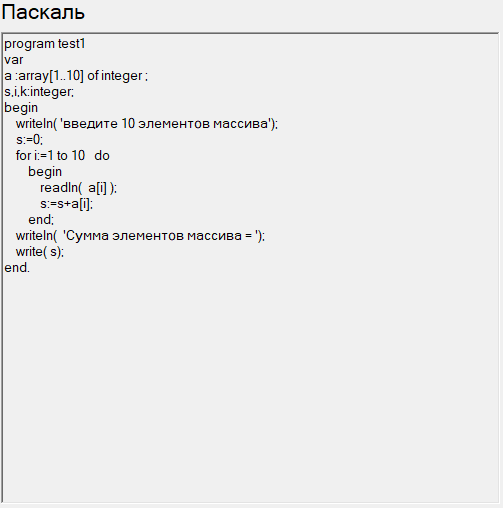 Паскаль
program test1
var
a :array[1..10] of integer ;
s,i,k:integer;
begin
writeln( 'введите 10 элементов массива');
s:=0;
for i:=1 to 10 do
begin
readln( a[i] );
s:=s+a[i];
end;
writeln( 'Сумма элементов массива = ');
write( s);
end.